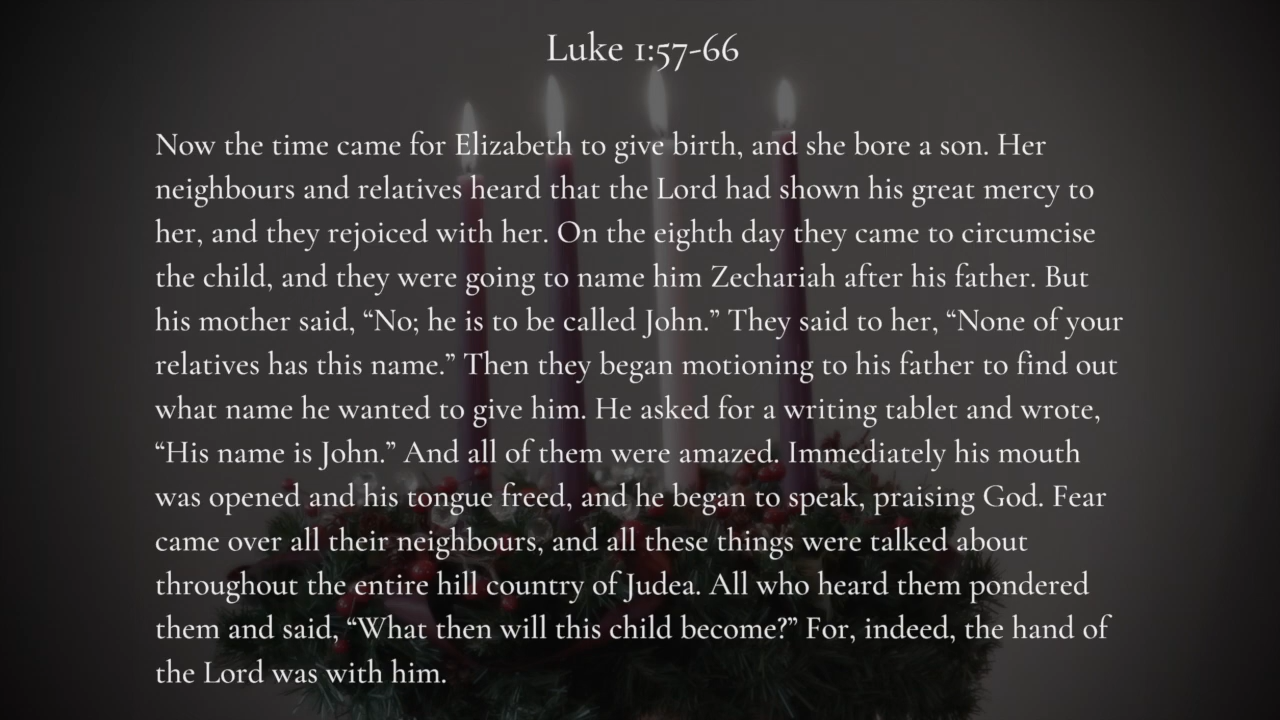 Luke 1:57-66
Now the time came for Elizabeth to give birth, and she bore a son. Her
neighbours and relatives heard that the Lord had shown his great mercy to
her, and they rejoiced with her. On the eighth day they came to circumcise
the child, and they were going to name him Zechariah after his father. But
his mother said, “No; he is to be called John.” They said to her, “None of your
relatives has this name.” Then they began motioning to his father to find out
what name he wanted to give him. He asked for a writing tablet and wrote,
“His name is John.” And all of them were amazed. Immediately his mouth
was opened and his tongue freed, and he began to speak, praising God. Fear
came over all their neighbours, and all these things were talked about
throughout the entire hill country of Judea. All who heard them pondered
them and said, “What then will this child become?” For, indeed, the hand of
the Lord was with him.